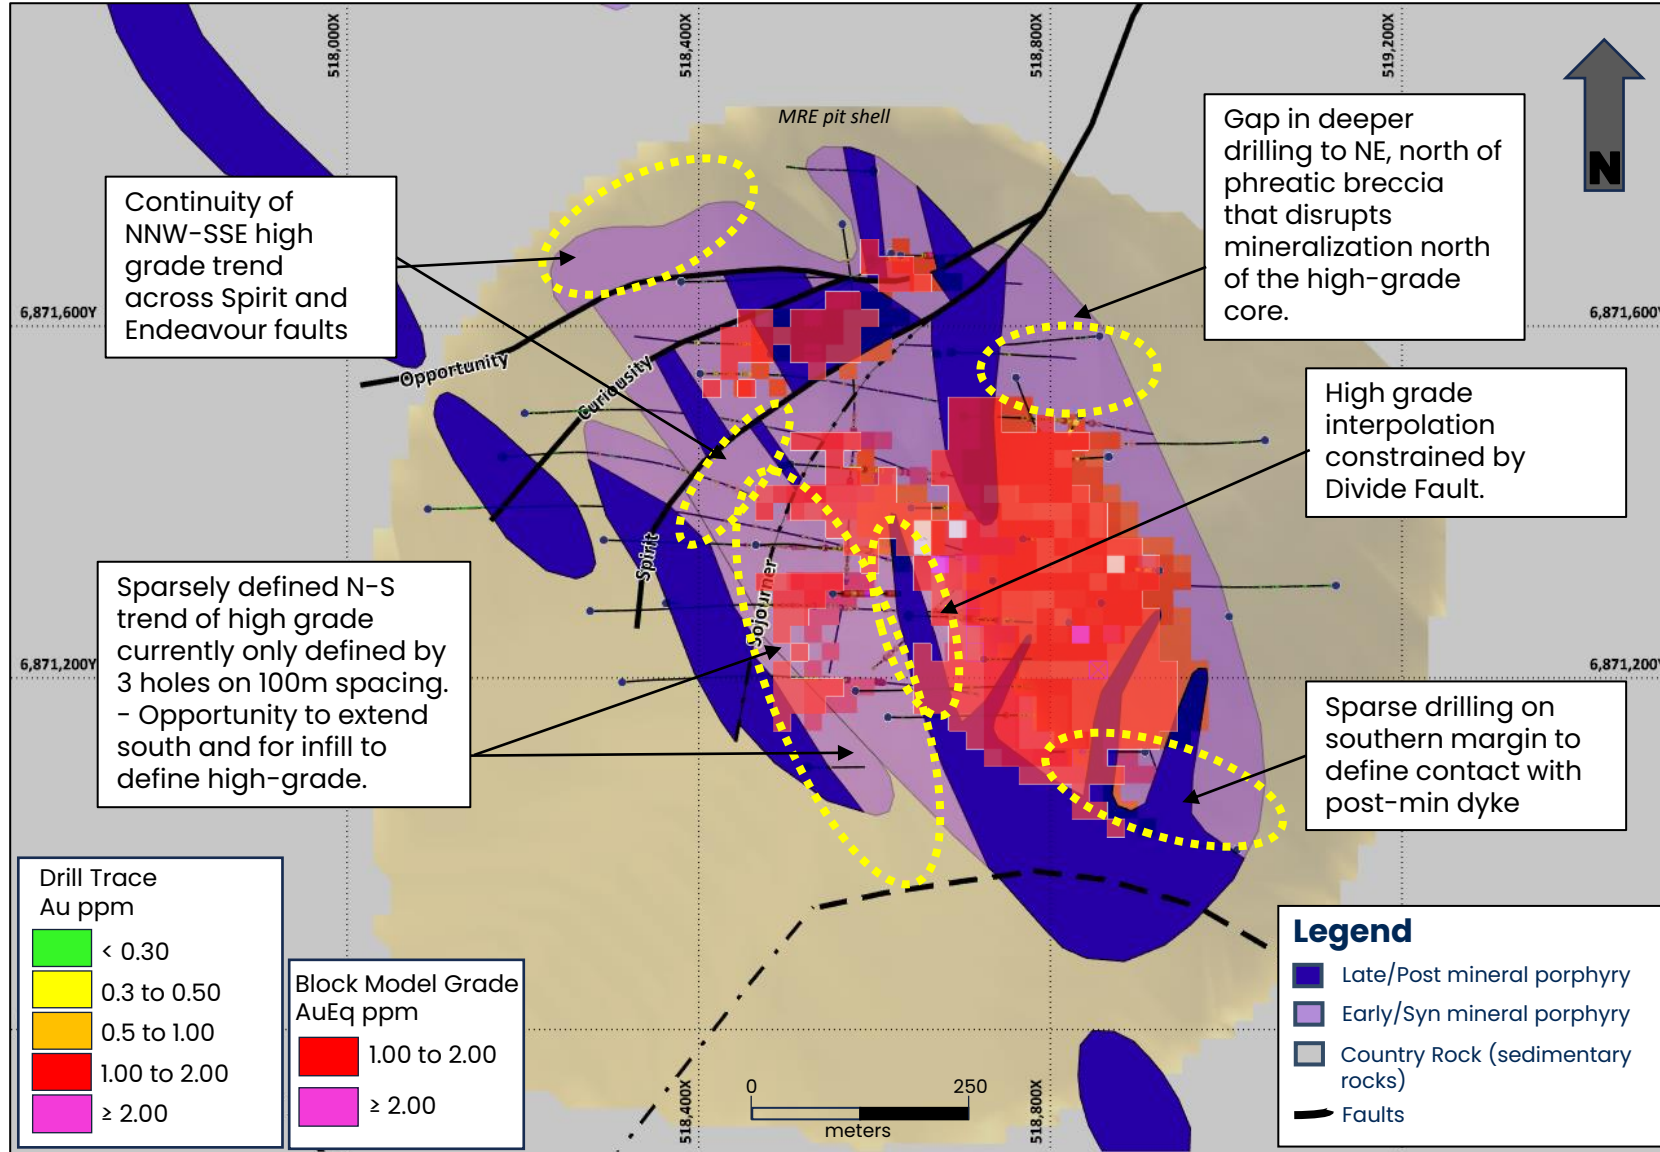 518,000X
518,400X
518,800X
519,200X
MRE pit shell
N
Continuity of
NNW-SSE high
grade trend
across Spirit and
Endeavour faults
Gap in deeper
drilling to NE, north of
phreatic breccia
that disrupts
mineralization north
of the high-grade
core.
6,871,600Y
6,871,600Y
Opportunity
Curiousity
High grade
interpolation
constrained by
Divide Fault.
Spirit
Sojourner
Sparsely defined N-S
trend of high grade
currently only defined by
3 holes on 100m spacing.
- Opportunity to extend
south and for infill to
define high-grade.
6,871,200Y
6,871,200Y
Sparse drilling on
southern margin to
define contact with
post-min dyke
Drill Trace
Au ppm
< 0.30
0.3 to 0.50
0.5 to 1.00
1.00 to 2.00
≥ 2.00
Block Model Grade
AuEq ppm
1.00 to 2.00
≥ 2.00
518,400X
518,800X
0 250
meters
Legend
Late/Post mineral porphyry
Early/Syn mineral porphyry
Country Rock (sedimentary
rocks)
Faults